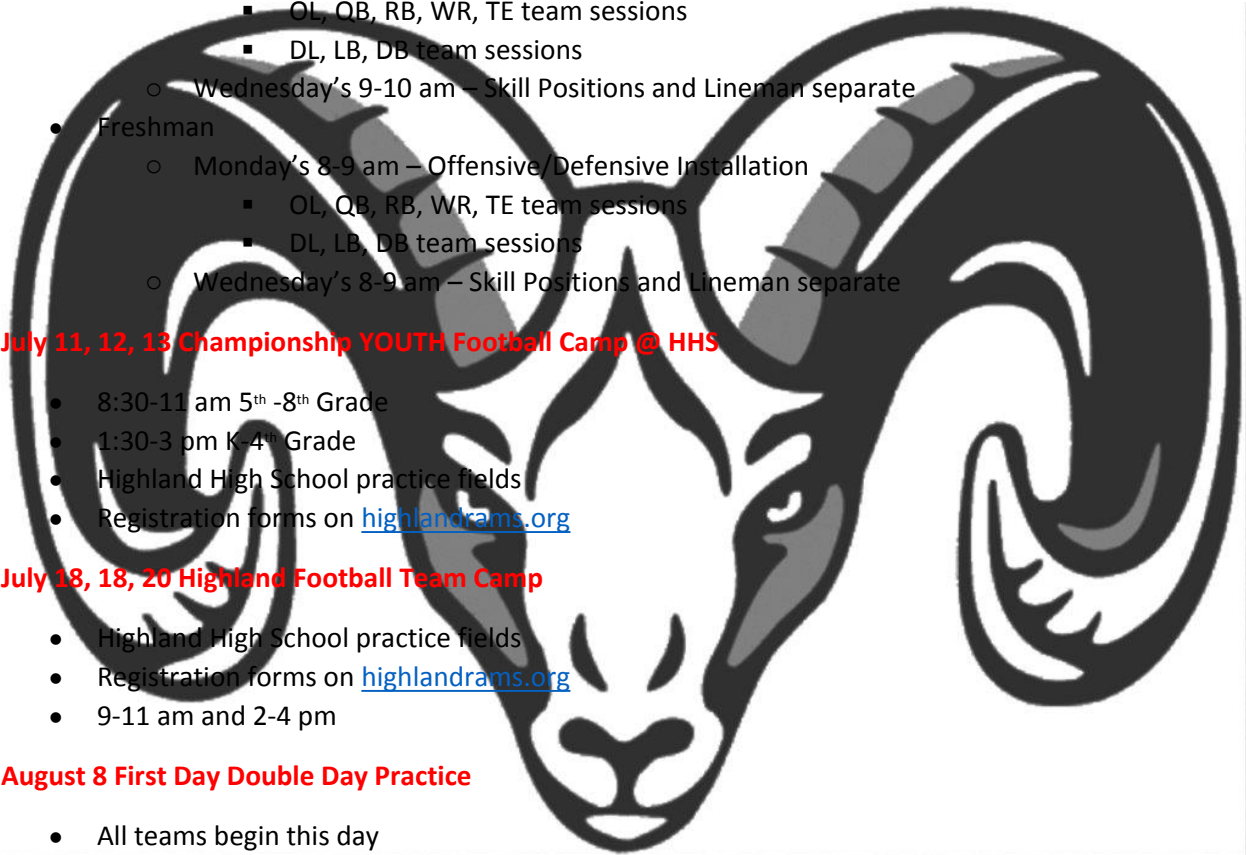 ▪ OL, QB, RB, WR, TE team sessions
▪ DL, LB, DB team sessions
○ Wednesday’s 9-10 am – Skill Positions and Lineman separate
• Freshman
○ Monday’s 8-9 am – Offensive/Defensive Installation
▪ OL, QB, RB, WR, TE team sessions
▪ DL, LB, DB team sessions
○ Wednesday’s 8-9 am – Skill Positions and Lineman separate
July 11, 12, 13 Championship YOUTH Football Camp @ HHS
• 8:30-11 am 5th -8th Grade
• 1:30-3 pm K-4th Grade
• Highland High School practice fields
• Registration forms on highlandrams.org
July 18, 18, 20 Highland Football Team Camp
• Highland High School practice fields
• Registration forms on highlandrams.org
• 9-11 am and 2-4 pm
August 8 First Day Double Day Practice
• All teams begin this day